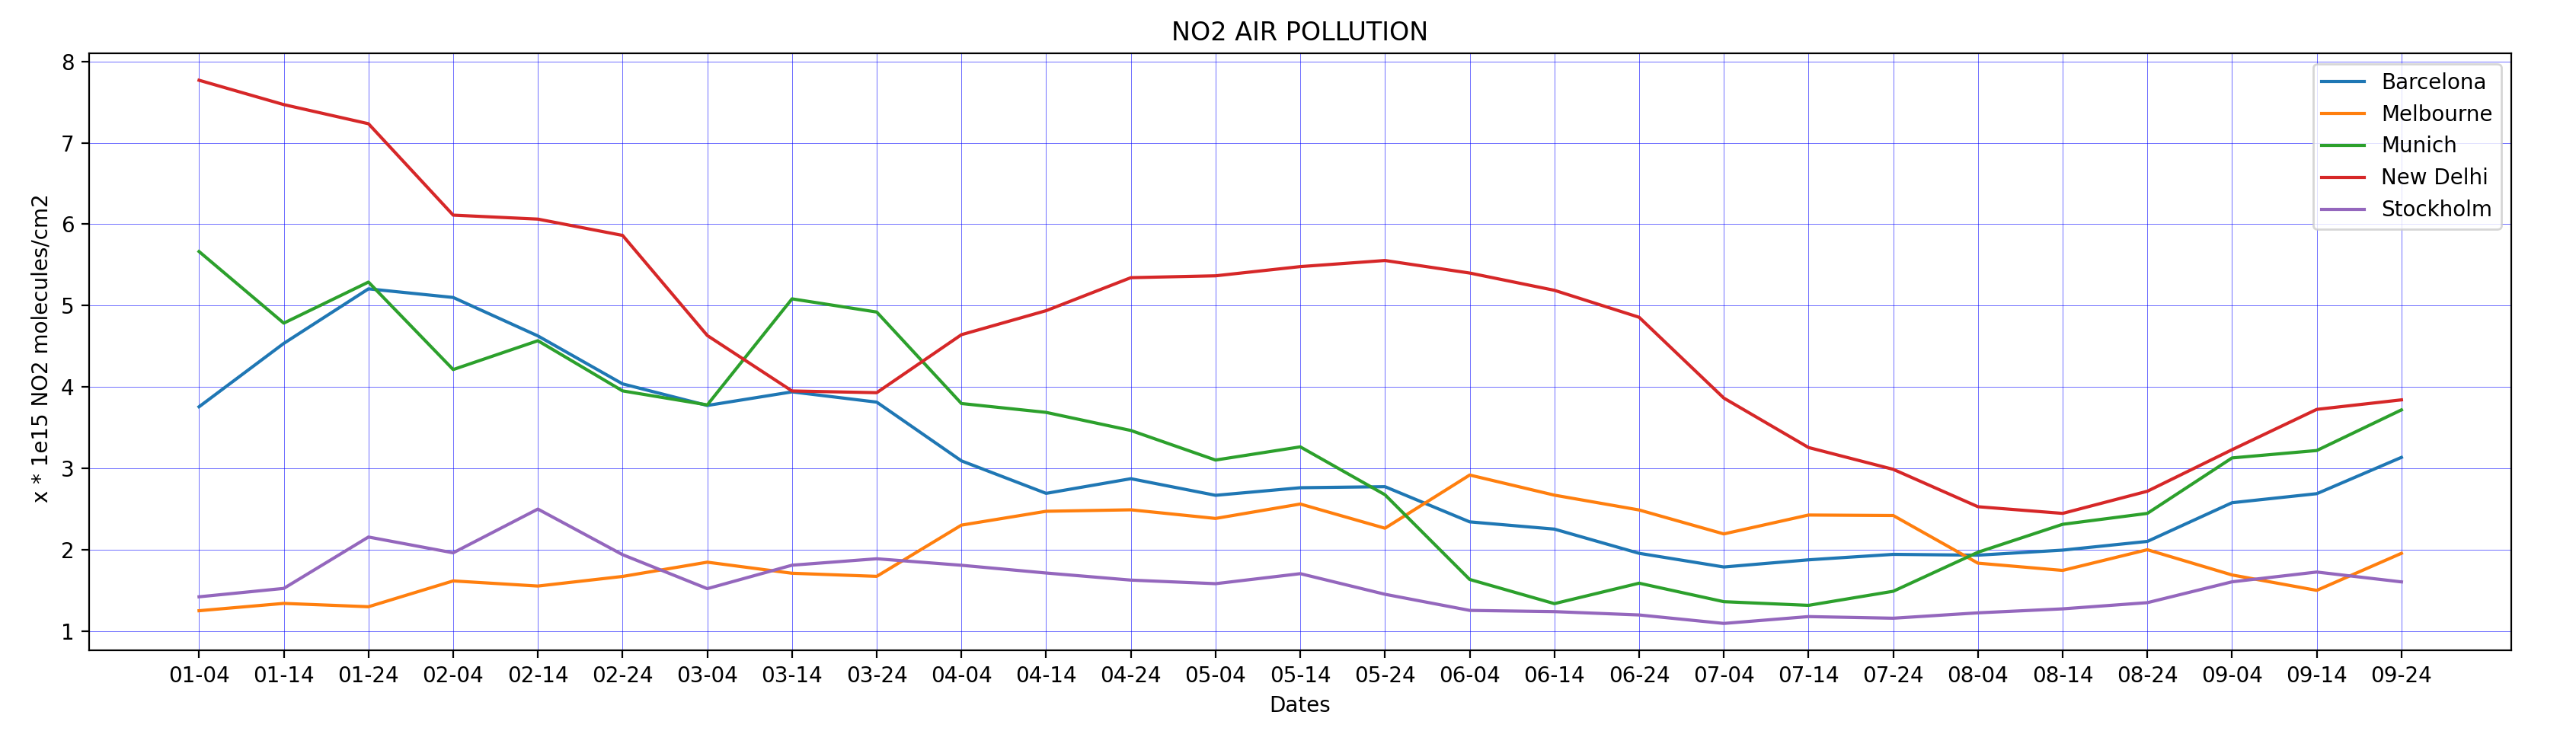 NO2 AIR POLLUTION
x * 1e15 NO2 molecules/cm2
8
7
6
5
4
3
2
1
Barcelona
Melbourne
Munich
New Delhi
Stockholm
01-04 01-14 01-24 02-04 02-14 02-24 03-04 03-14 03-24 04-04 04-14 04-24 05-04 05-14 05-24 06-04 06-14 06-24 07-04 07-14 07-24 08-04 08-14 08-24 09-04 09-14 09-24
Dates